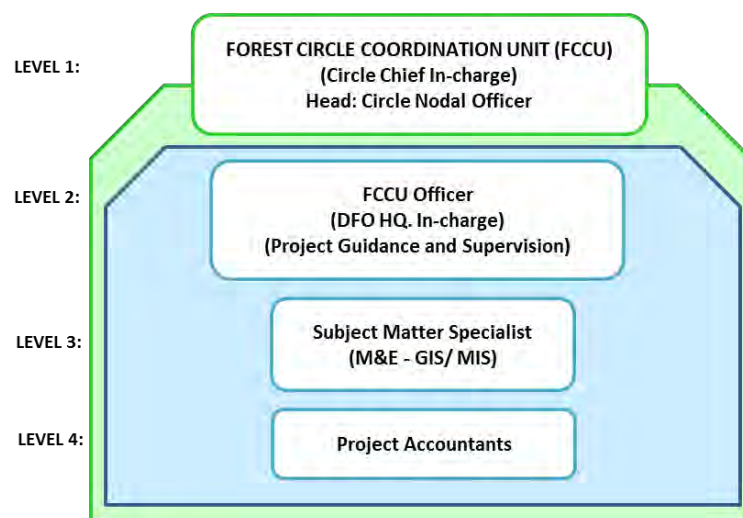 LEVEL 1:
FOREST CIRCLE COORDINATION UNIT (FCCU)
(Circle Chief In-charge)
Head: Circle Nodal Officer
LEVEL 2:
FCCU Officer
(DFO HQ. In-charge)
(Project Guidance and Supervision)
LEVEL 3:
Subject Matter Specialist
(M&E - GIS/ MIS)
LEVEL 4:
Project Accountants